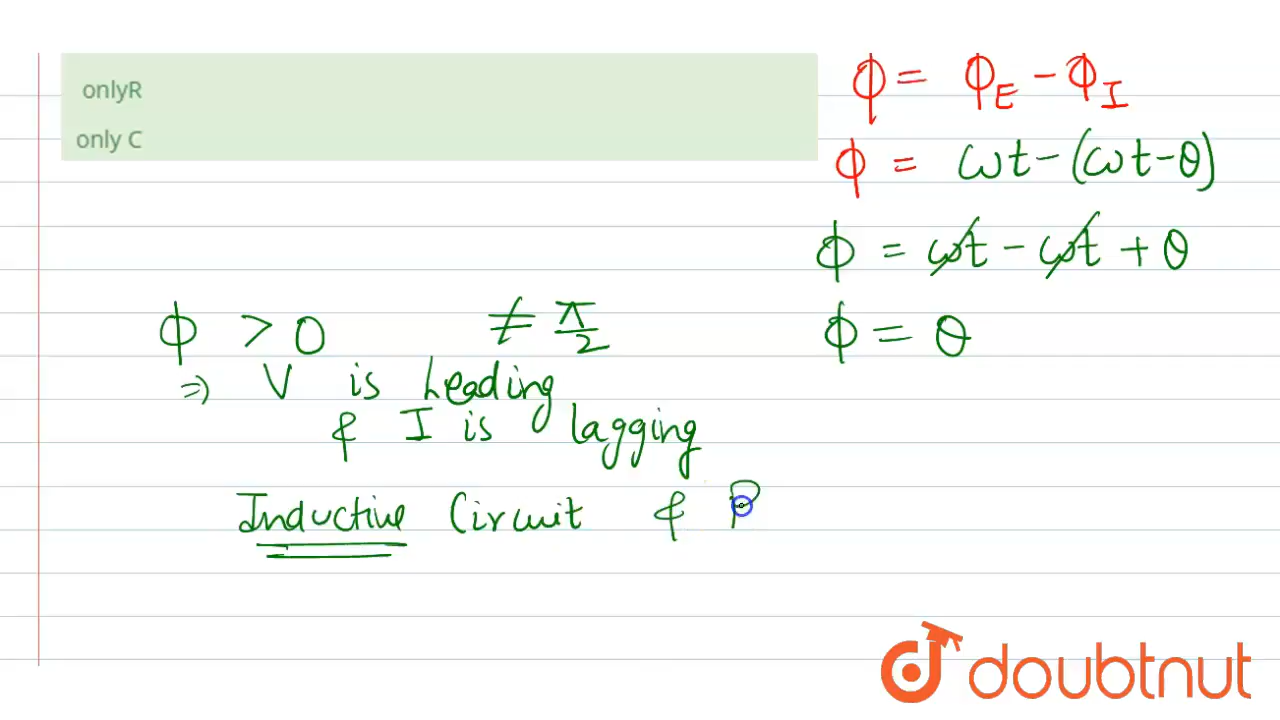 onlyR
only C
ϕ = ϕ_E - ϕ_I
ϕ = ωt - (ωt - θ)
ϕ = ωt - ωt + θ
ϕ = θ
ϕ > 0 ≠ π/2
⇒ V is Leading
& I is lagging
Inductive Circuit & P
doubtnut